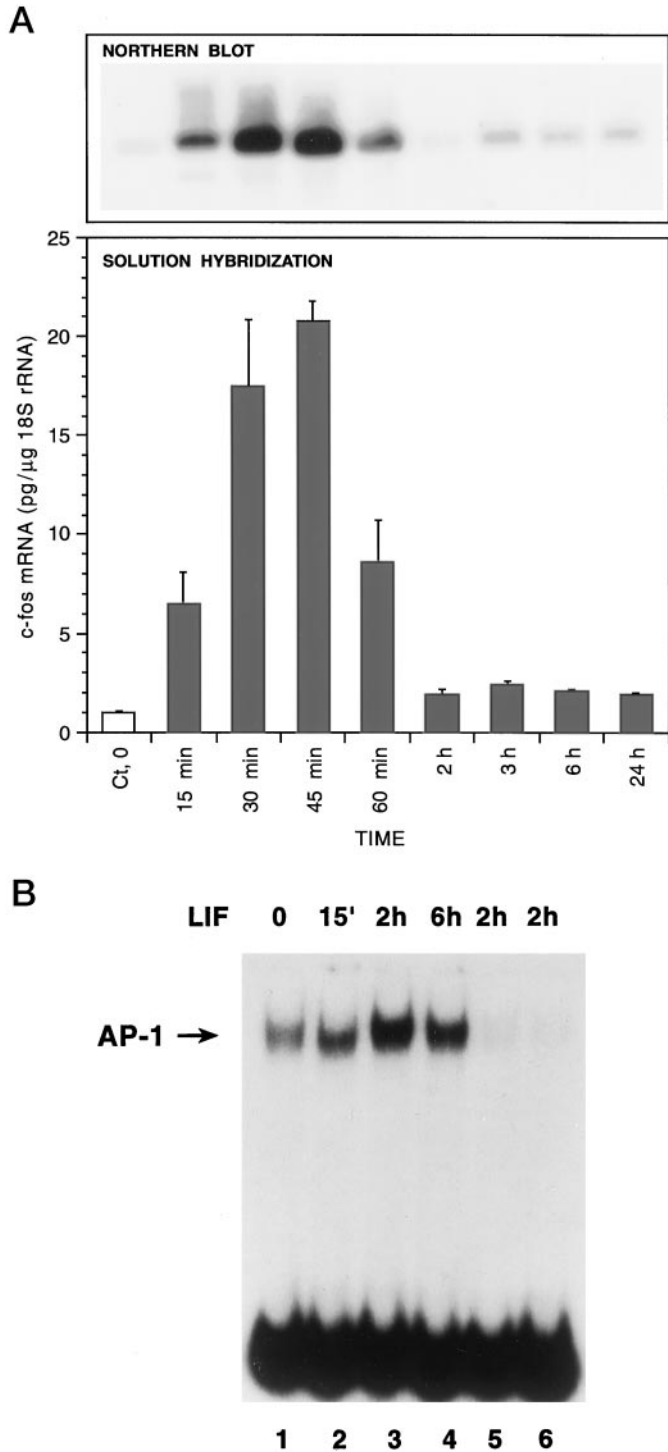 A
NORTHERN BLOT
SOLUTION HYBRIDIZATION
c-fos mRNA (pg/µg 18S rRNA)
25
20
15
10
5
0
Ct, 0
15 min
30 min
45 min
60 min
2 h
3 h
6 h
24 h
TIME
B
LIF 0 15' 2h 6h 2h 2h
AP-1
1 2 3 4 5 6